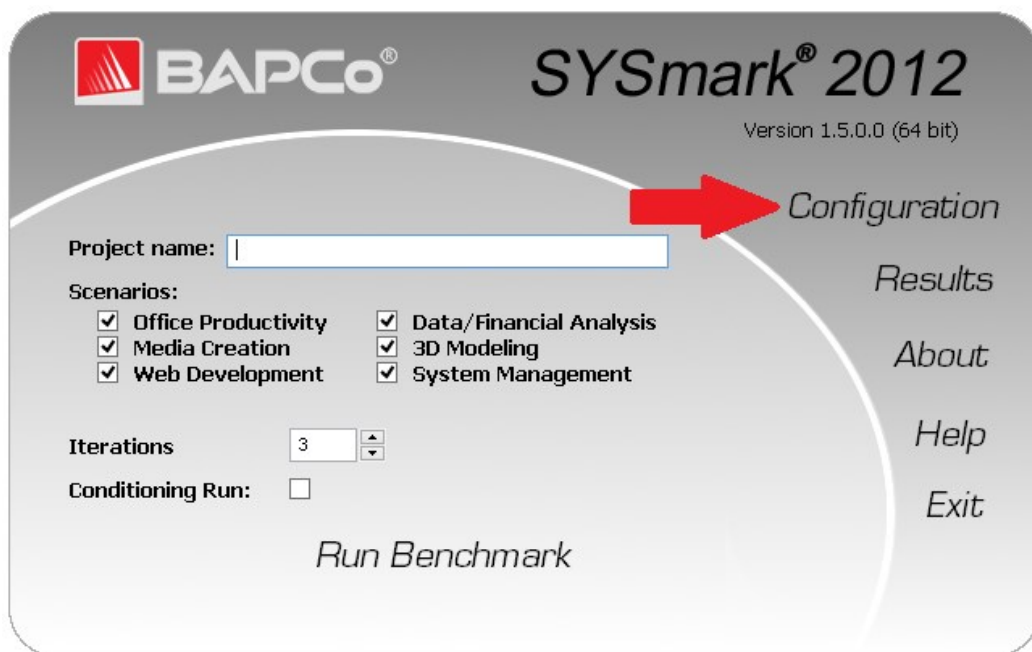 BAPCo®
SYSmark® 2012
Version 1.5.0.0 (64 bit)
Configuration
Results
About
Help
Exit
Project name:
Scenarios:
Office Productivity
Data/Financial Analysis
Media Creation
3D Modeling
Web Development
System Management
Iterations
3
Conditioning Run:
Run Benchmark